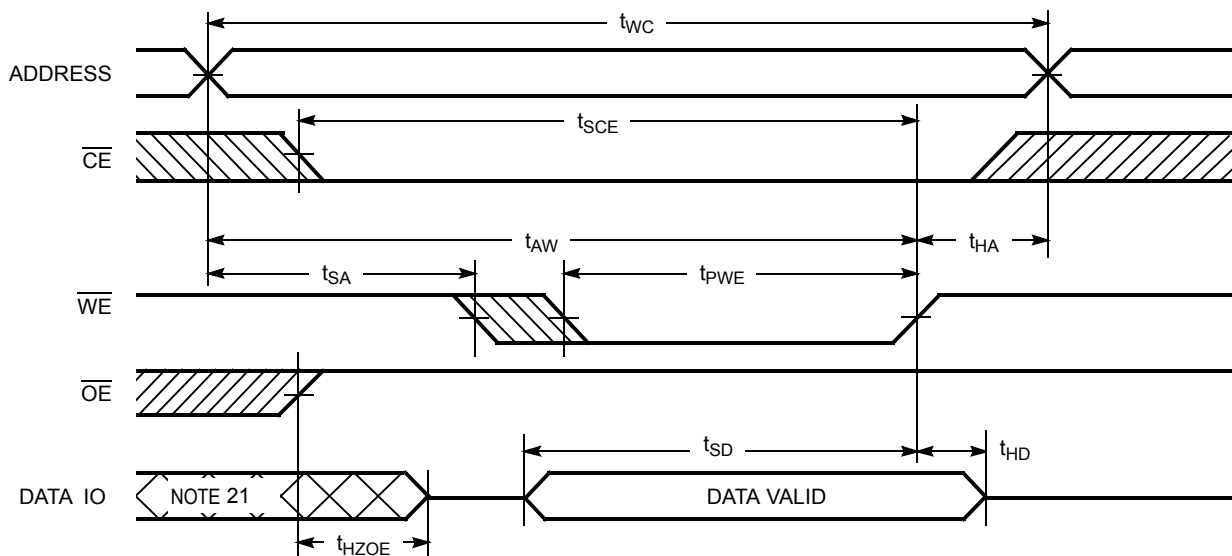 tWC
ADDRESS
tSCE
CE
tAW
tHA
tSA
tPWE
WE
OE
tSD
tHD
DATA IO
NOTE 21
DATA VALID
tHZOE